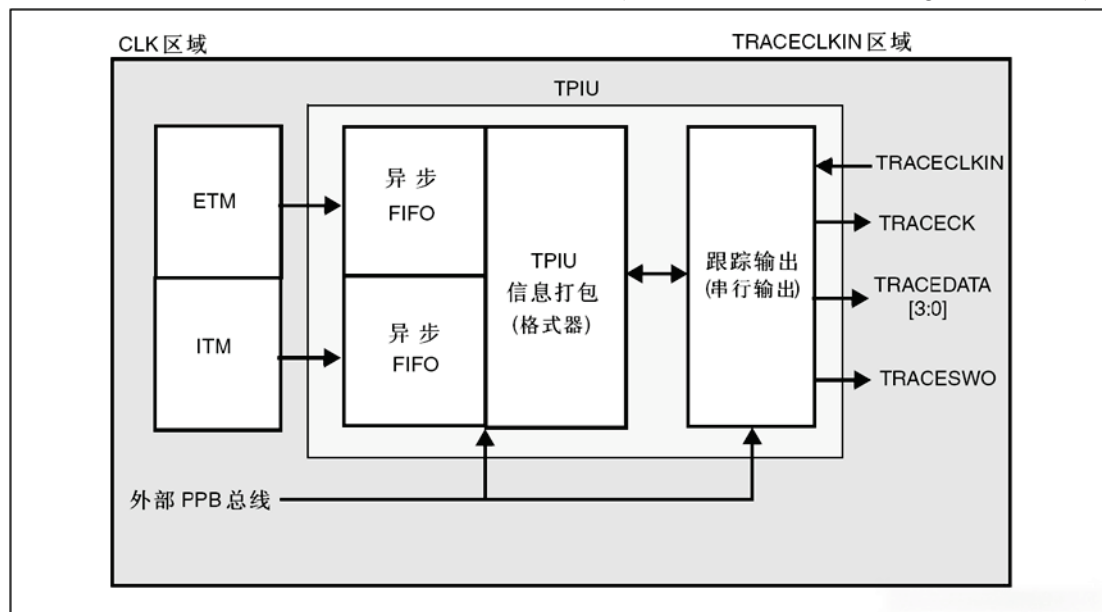 CLK 区域
TRACECLKIN 区域
TPIU
ETM
ITM
异 步
FIFO
异 步
FIFO
TPIU
信息打包
(格式器)
跟踪输出
(串行输出)
TRACECLKIN
TRACECK
TRACEDATA
[3:0]
TRACESWO
外部 PPB 总线